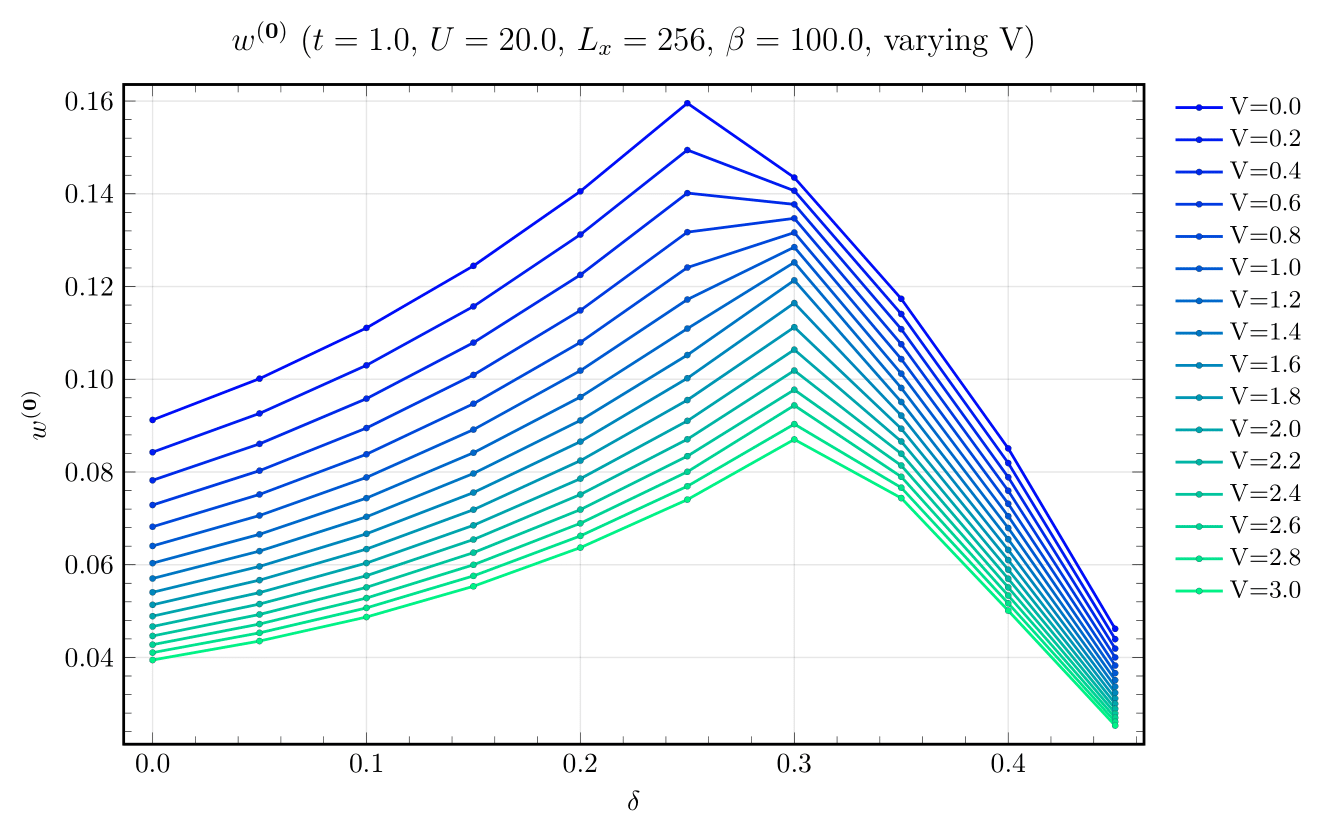 w^(0) (t = 1.0, U = 20.0, L_x = 256, β = 100.0, varying V)
0.16
0.14
0.12
0.10
0.08
0.06
0.04
w^(0)
0.0
0.1
0.2
0.3
0.4
δ
V=0.0
V=0.2
V=0.4
V=0.6
V=0.8
V=1.0
V=1.2
V=1.4
V=1.6
V=1.8
V=2.0
V=2.2
V=2.4
V=2.6
V=2.8
V=3.0